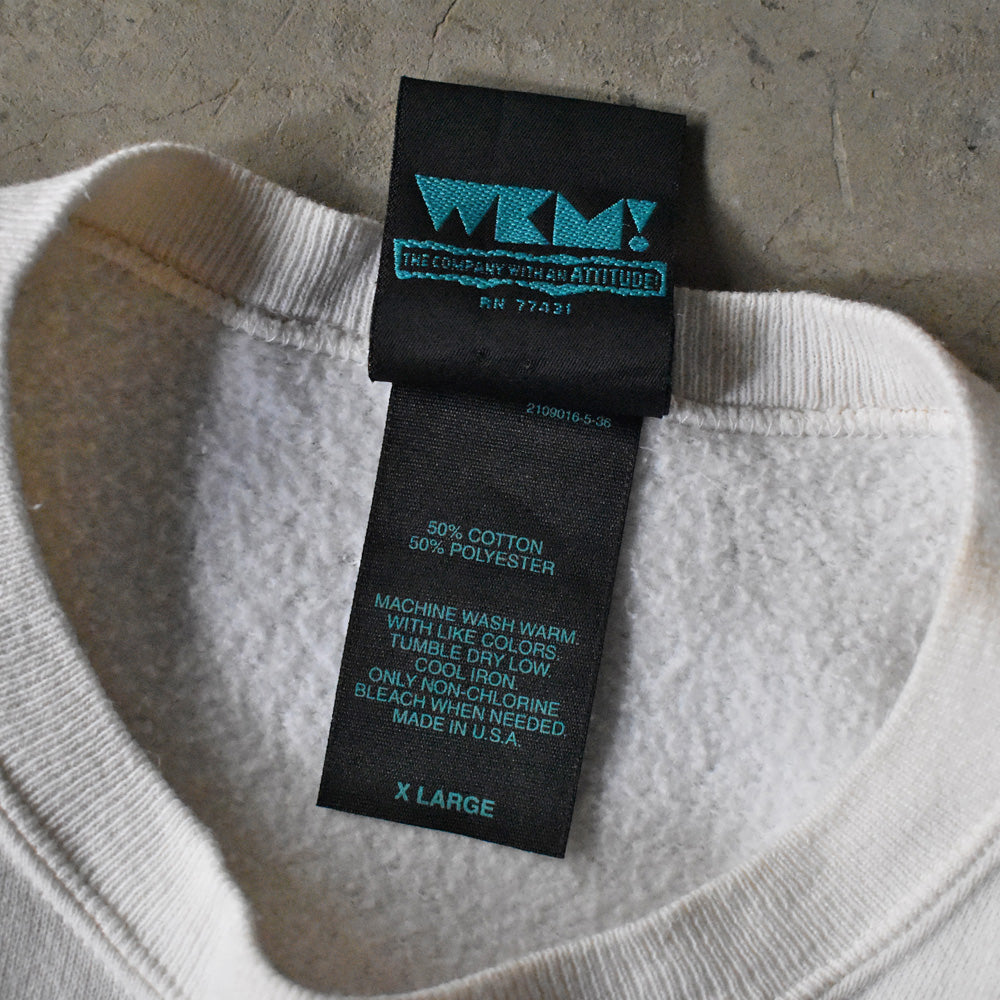 WKM!
THE COMPANY WITH AN ATTITUDE!
RN 77431
2109016-5-36
50% COTTON
50% POLYESTER
MACHINE WASH WARM.
WITH LIKE COLORS.
TUMBLE DRY LOW.
COOL IRON.
ONLY NON-CHLORINE
BLEACH WHEN NEEDED.
MADE IN U.S.A.
X LARGE